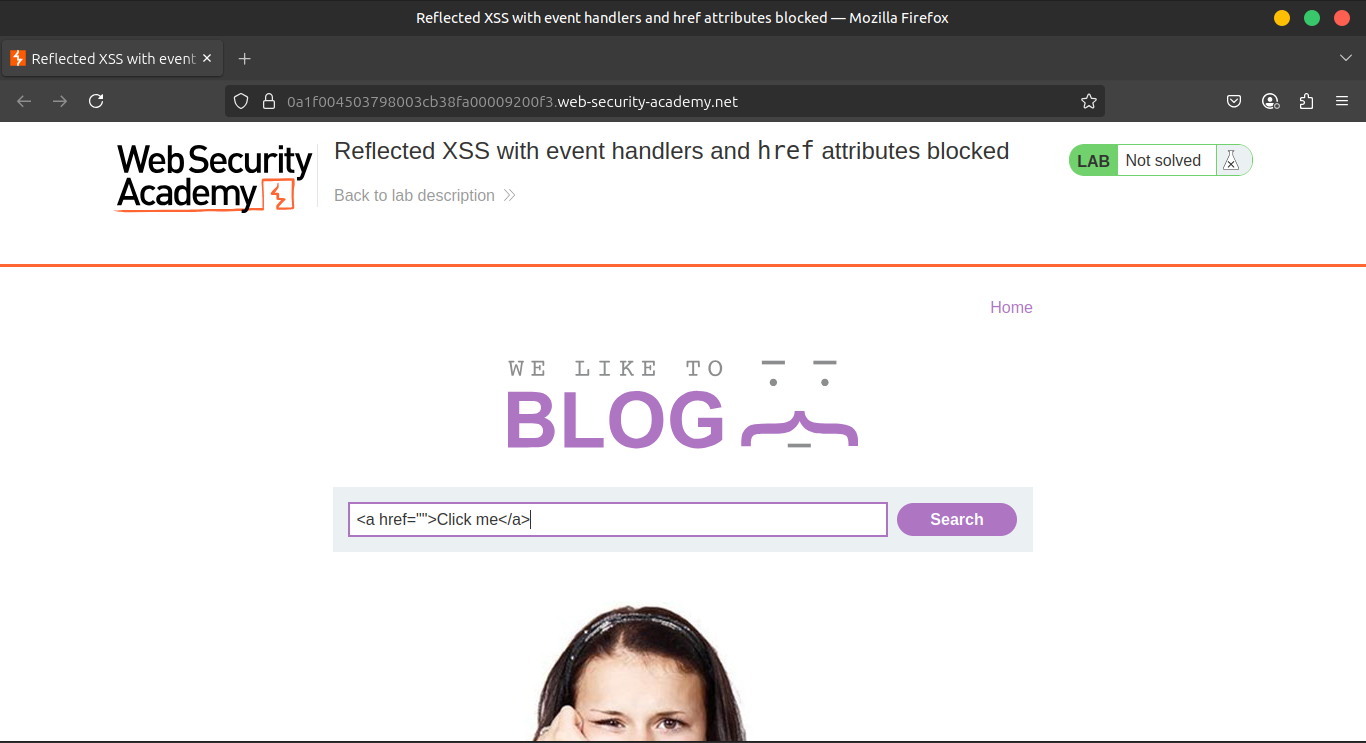 Reflected XSS with event handlers and href attributes blocked — Mozilla Firefox
Reflected XSS with event
0a1f004503798003cb38fa00009200f3.web-security-academy.net
Web Security
Academy
Reflected XSS with event handlers and href attributes blocked
Back to lab description
LAB Not solved
Home
WE LIKE TO
BLOG
<a href="">Click me</a>
Search